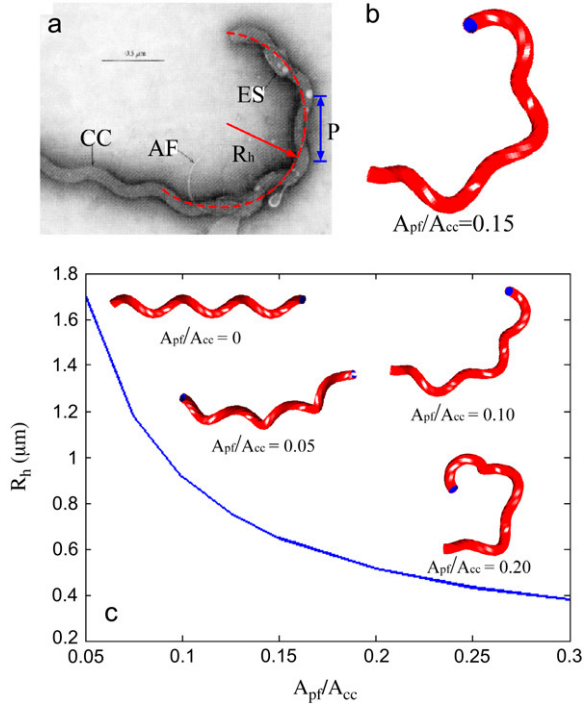 a
0.5 μm
ES
P
CC
AF
Rh
b
Apf/Acc=0.15
1.8
1.6
1.4
1.2
1
0.8
0.6
0.4
0.2
Rh (μm)
Apf/Acc = 0
Apf/Acc = 0.05
Apf/Acc = 0.10
Apf/Acc = 0.20
c
0.05
0.1
0.15
0.2
0.25
0.3
Apf/Acc